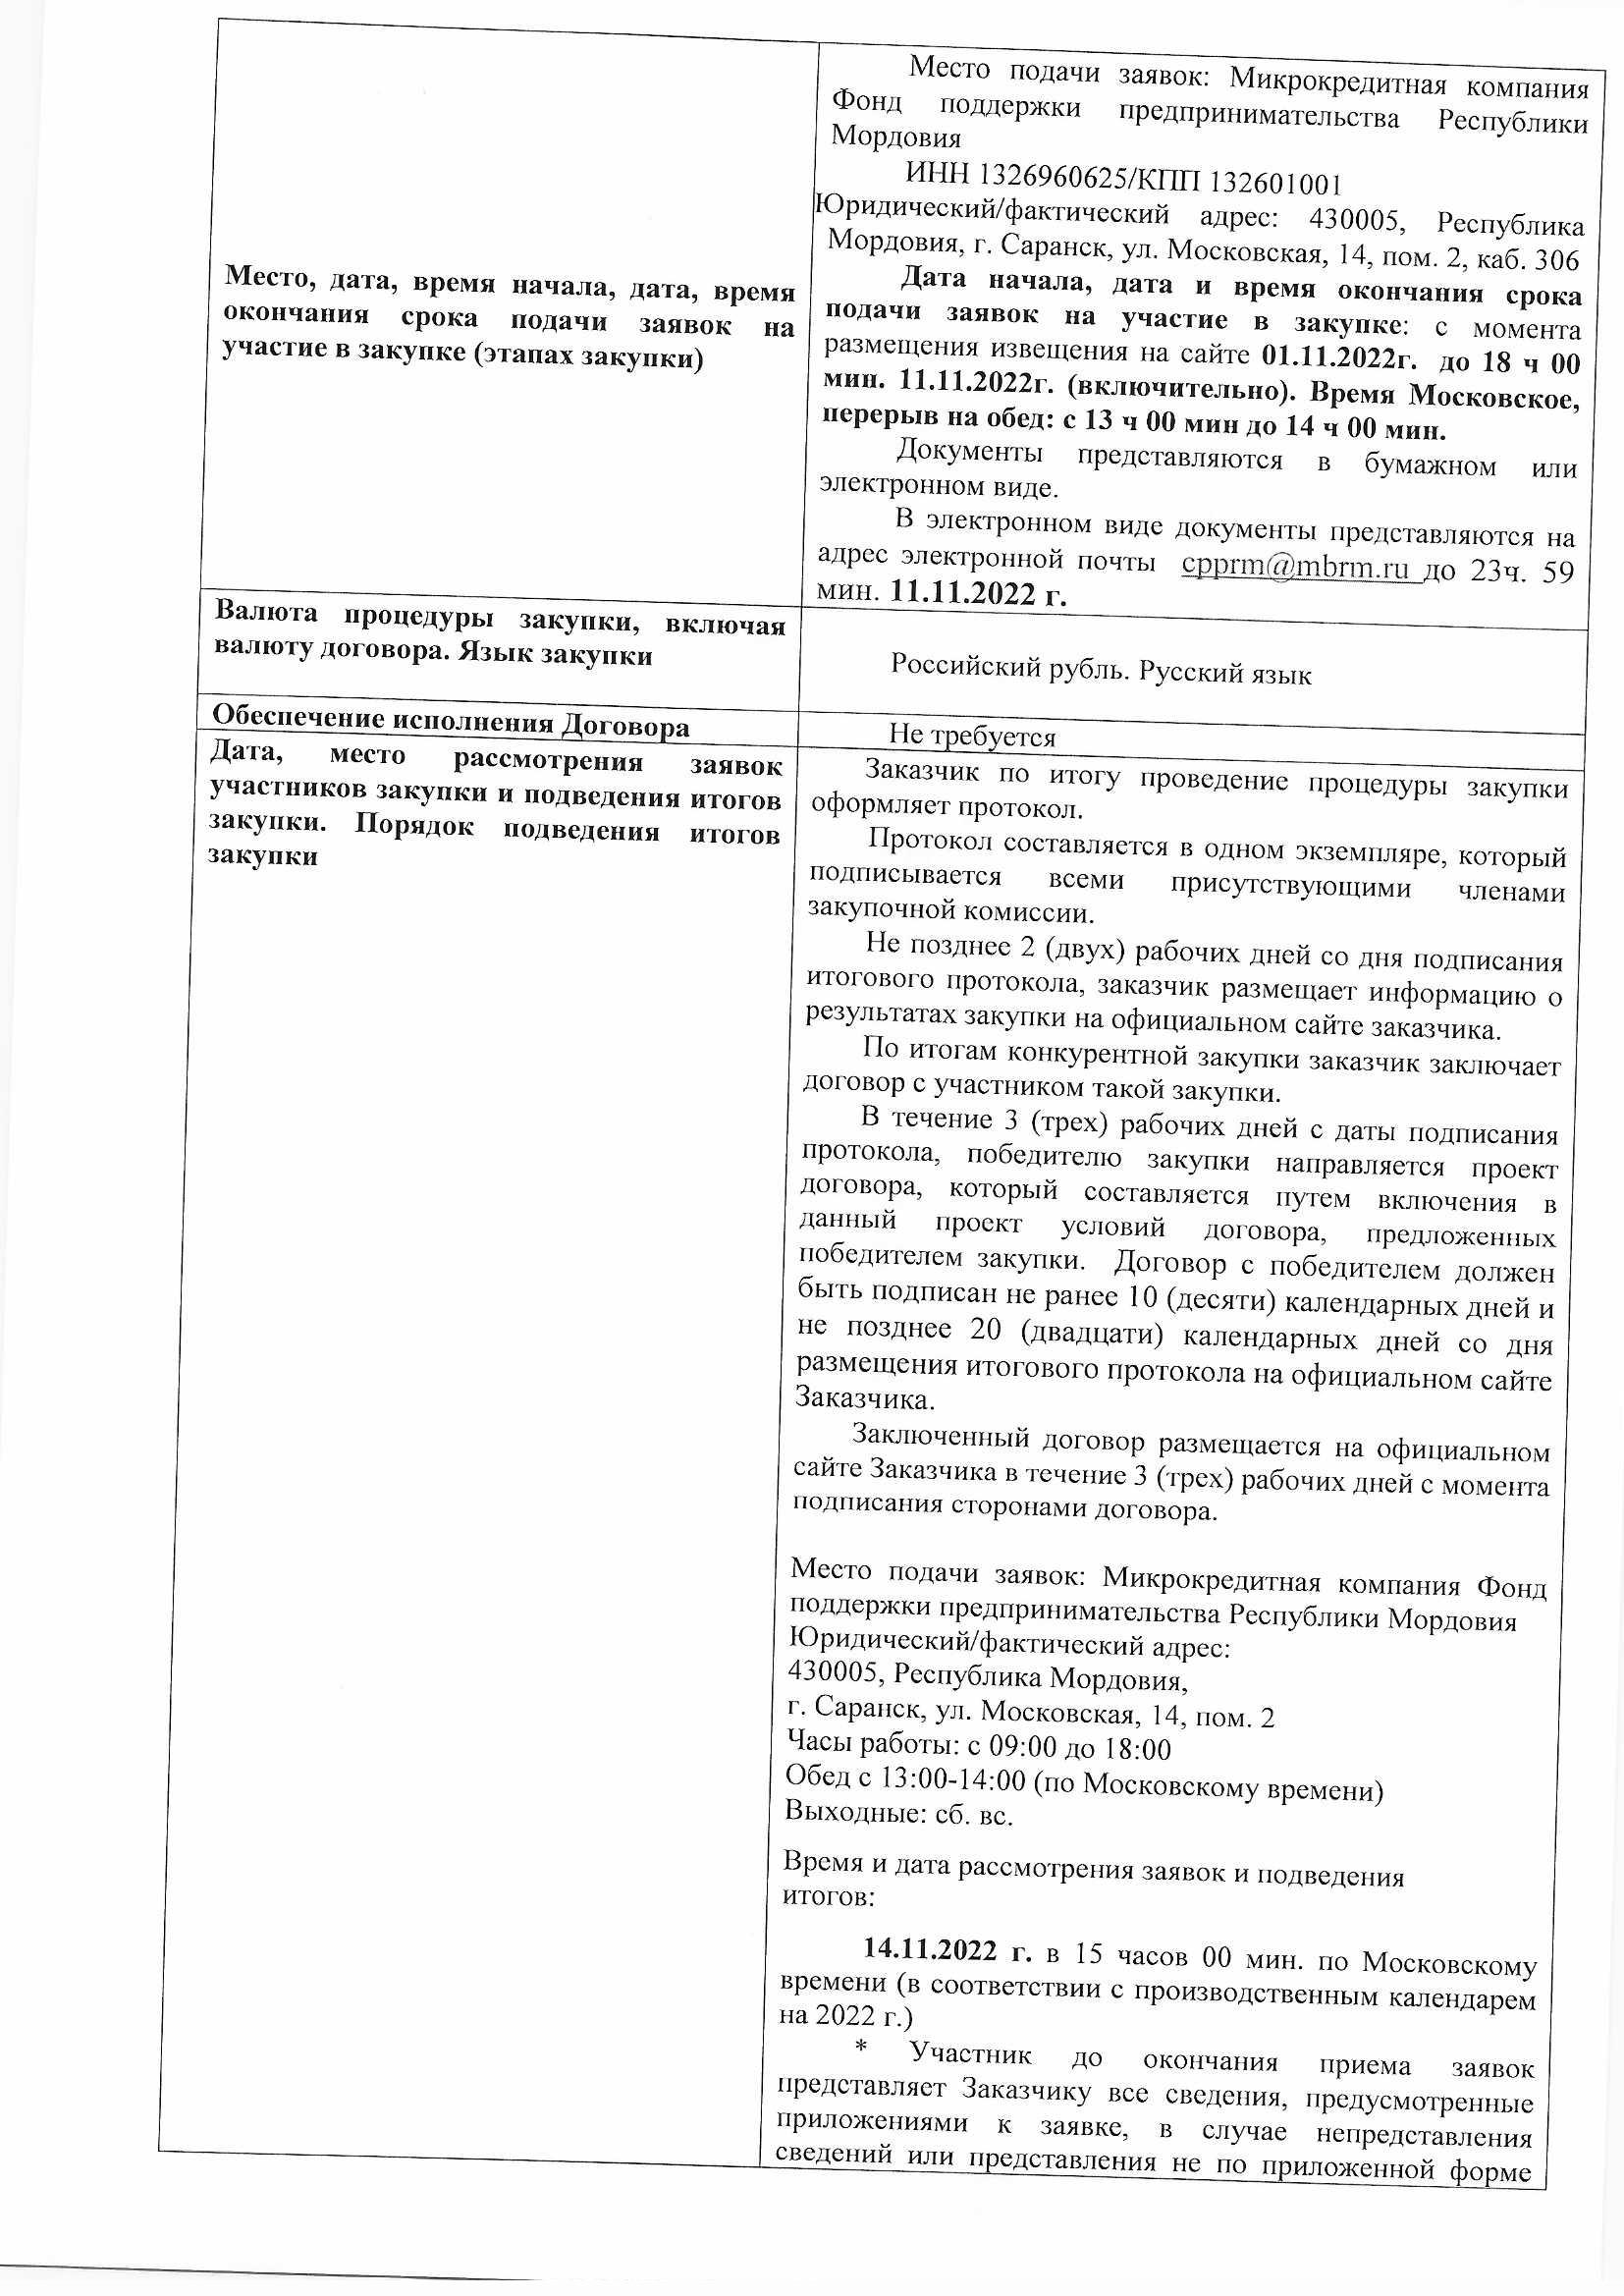 Место подачи заявок: Микрокредитная компания
Фонд поддержки предпринимательства Республики
Мордовия
ИНН 1326960625/КПП 132601001
Юридический/фактический адрес: 430005, Республика
Мордовия, г. Саранск, ул. Московская, 14, пом. 2, каб. 306
Место, дата, время начала, дата, время
окончания срока подачи заявок на
участие в закупке (этапах закупки)
Дата начала, дата и время окончания срока
подачи заявок на участие в закупке: с момента
размещения извещения на сайте 01.11.2022г. до 18 ч 00
мин. 11.11.2022г. (включительно). Время Московское,
перерыв на обед: с 13 ч 00 мин до 14 ч 00 мин.
Документы представляются в бумажном или
электронном виде.
В электронном виде документы представляются на
адрес электронной почты cpprm@mbrm.ru до 23ч. 59
мин. 11.11.2022 г.
Валюта процедуры закупки, включая
валюту договора. Язык закупки
Российский рубль. Русский язык
Обеспечение исполнения Договора
Не требуется
Дата, место рассмотрения заявок
участников закупки и подведения итогов
закупки. Порядок подведения итогов
закупки
Заказчик по итогу проведение процедуры закупки
оформляет протокол.
Протокол составляется в одном экземпляре, который
подписывается всеми присутствующими членами
закупочной комиссии.
Не позднее 2 (двух) рабочих дней со дня подписания
итогового протокола, заказчик размещает информацию о
результатах закупки на официальном сайте заказчика.
По итогам конкурентной закупки заказчик заключает
договор с участником такой закупки.
В течение 3 (трех) рабочих дней с даты подписания
протокола, победителю закупки направляется проект
договора, который составляется путем включения в
данный проект условий договора, предложенных
победителем закупки. Договор с победителем должен
быть подписан не ранее 10 (десяти) календарных дней и
не позднее 20 (двадцати) календарных дней со дня
размещения итогового протокола на официальном сайте
Заказчика.
Заключенный договор размещается на официальном
сайте Заказчика в течение 3 (трех) рабочих дней с момента
подписания сторонами договора.
Место подачи заявок: Микрокредитная компания Фонд
поддержки предпринимательства Республики Мордовия
Юридический/фактический адрес:
430005, Республика Мордовия,
г. Саранск, ул. Московская, 14, пом. 2
Часы работы: с 09:00 до 18:00
Обед с 13:00-14:00 (по Московскому времени)
Выходные: сб. вс.
Время и дата рассмотрения заявок и подведения
итогов:
14.11.2022 г. в 15 часов 00 мин. по Московскому
времени (в соответствии с производственным календарем
на 2022 г.)
* Участник до окончания приема заявок
представляет Заказчику все сведения, предусмотренные
приложениями к заявке, в случае непредставления
сведений или представления не по приложенной форме